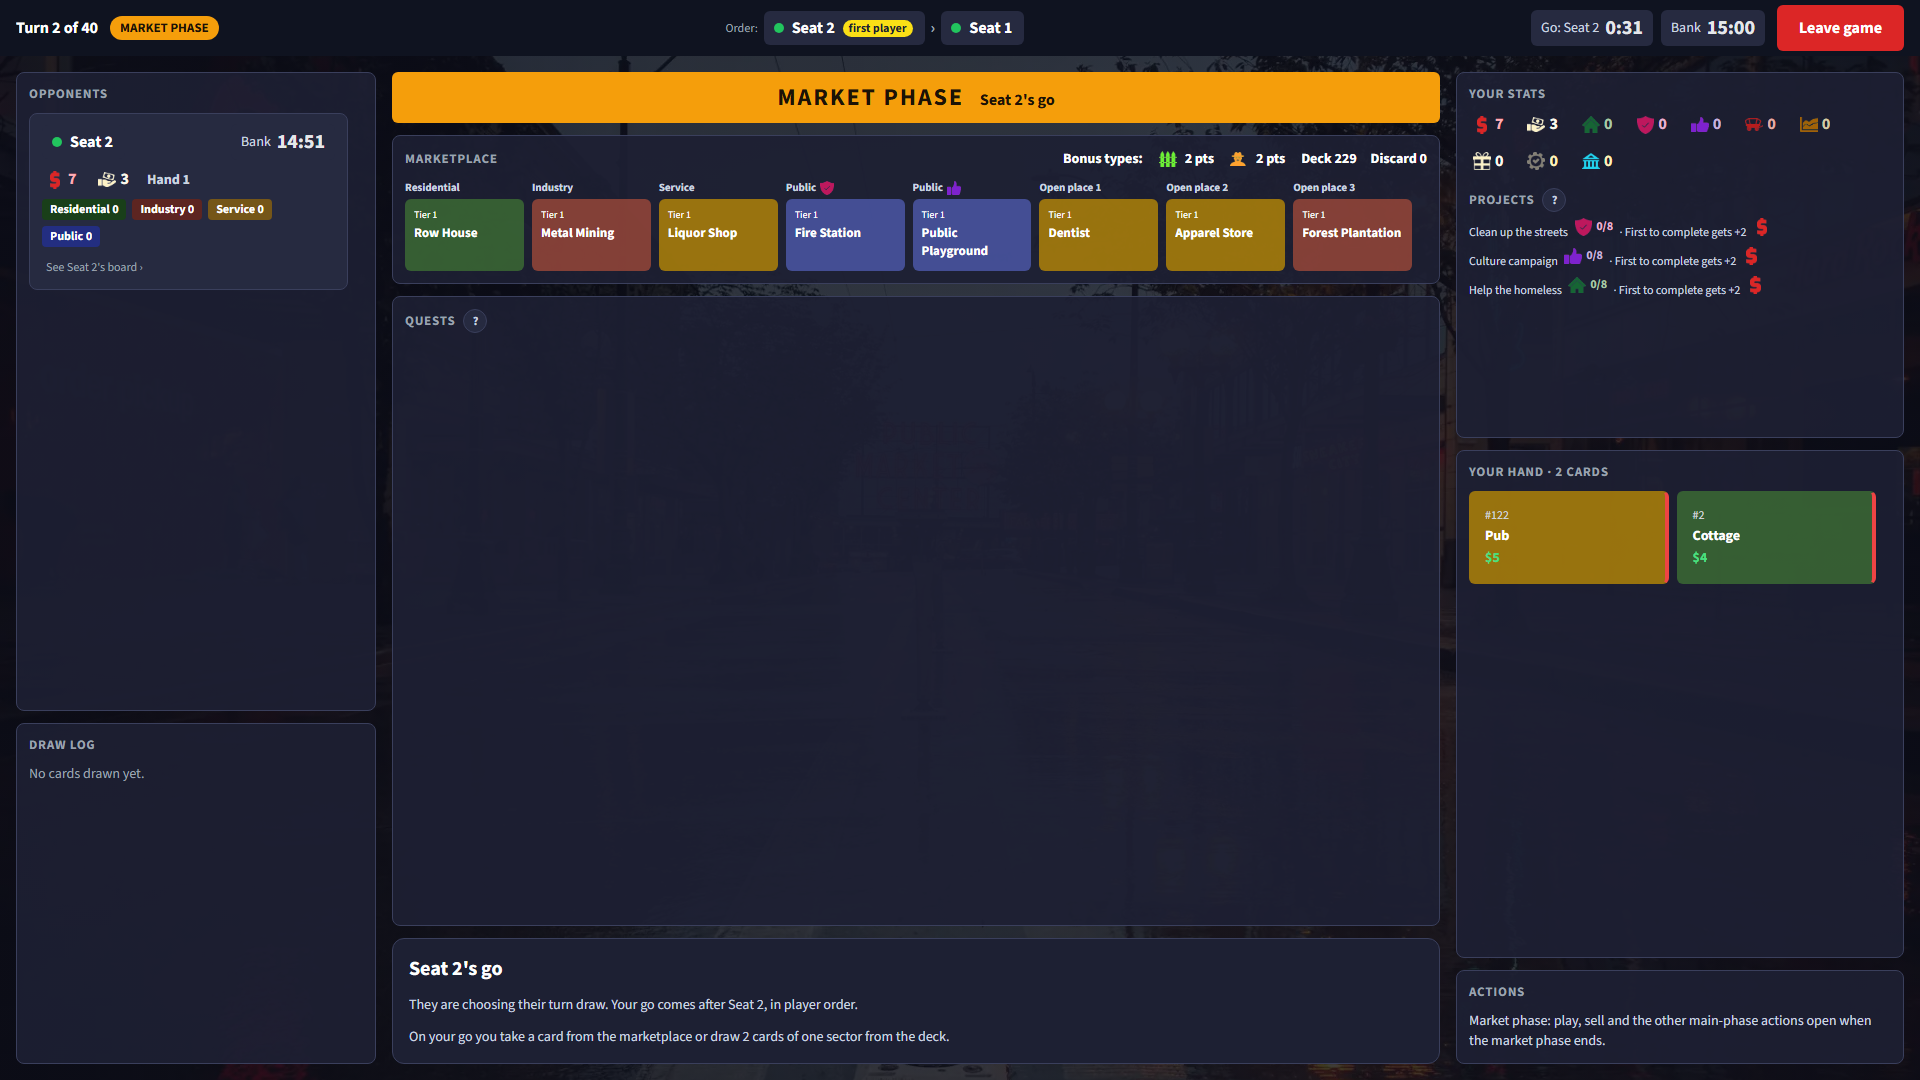 Turn 2 of 40 MARKET PHASE
Order: Seat 2 first player › Seat 1
Go: Seat 2 0:31 Bank 15:00 Leave game
OPPONENTS
Seat 2 Bank 14:51
7 3 Hand 1
Residential 0 Industry 0 Service 0
Public 0
See Seat 2's board ›
DRAW LOG
No cards drawn yet.
MARKET PHASE Seat 2's go
MARKETPLACE Bonus types: 2 pts 2 pts Deck 229 Discard 0
Residential Industry Service Public Public Open place 1 Open place 2 Open place 3
Tier 1 Tier 1 Tier 1 Tier 1 Tier 1 Tier 1 Tier 1 Tier 1
Row House Metal Mining Liquor Shop Fire Station Public Dentist Apparel Store Forest Plantation
Playground
QUESTS ?
Seat 2's go
They are choosing their turn draw. Your go comes after Seat 2, in player order.
On your go you take a card from the marketplace or draw 2 cards of one sector from the deck.
YOUR STATS
$ 7 3 0 0 0 0 0
0 0 0
PROJECTS ?
Clean up the streets 0/8 · First to complete gets +2 $
Culture campaign 0/8 · First to complete gets +2 $
Help the homeless 0/8 · First to complete gets +2 $
YOUR HAND · 2 CARDS
#122 #2
Pub Cottage
$5 $4
ACTIONS
Market phase: play, sell and the other main-phase actions open when
the market phase ends.